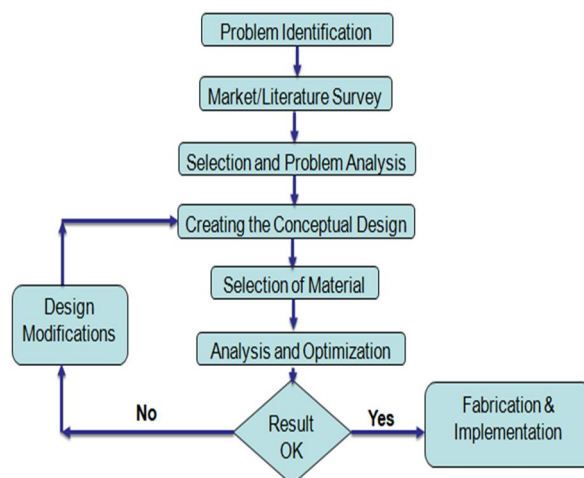 Problem Identification
Market/Literature Survey
Selection and Problem Analysis
Creating the Conceptual Design
Selection of Material
Design
Modifications
Analysis and Optimization
No
Result
OK
Yes
Fabrication &
Implementation